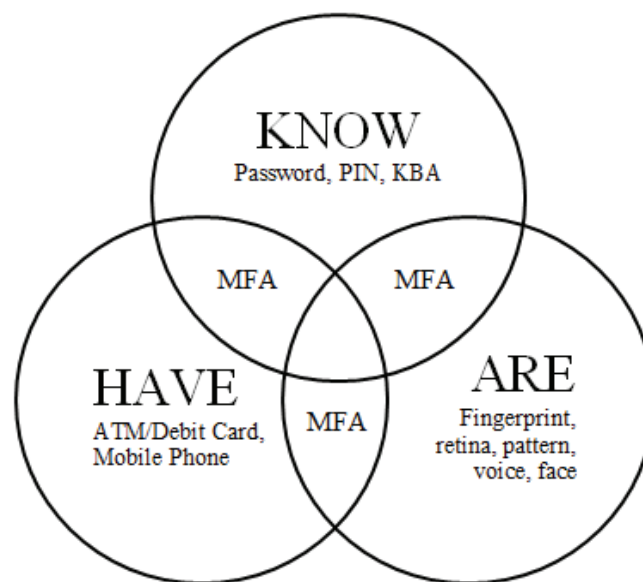 KNOW
Password, PIN, KBA
MFA
MFA
HAVE
ATM/Debit Card,
Mobile Phone
ARE
Fingerprint,
retina, pattern,
voice, face
MFA